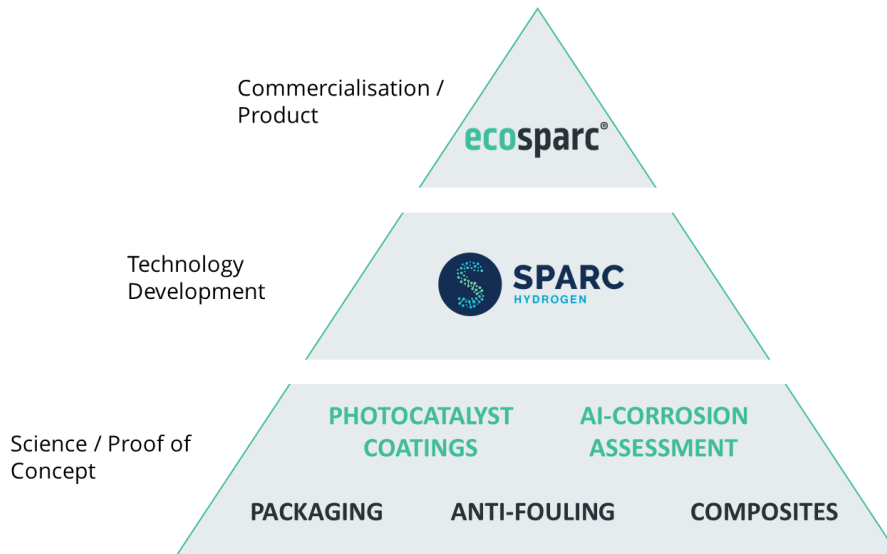 Commercialisation /
Product
ecosparc®
Technology
Development
SPARC
HYDROGEN
Science / Proof of
Concept
PHOTOCATALYST
COATINGS
AI-CORROSION
ASSESSMENT
PACKAGING
ANTI-FOULING
COMPOSITES